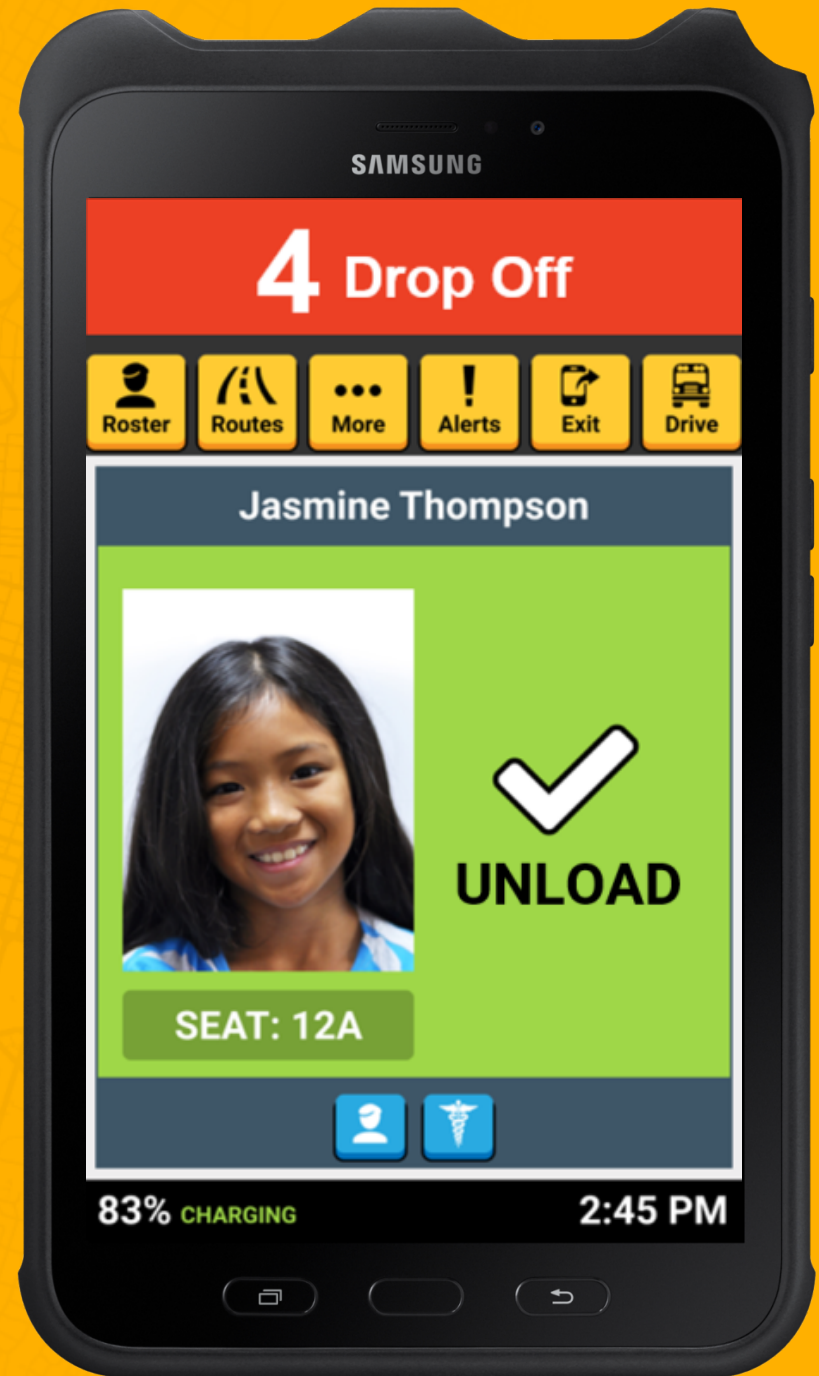 SAMSUNG
4 Drop Off
Roster Routes More Alerts Exit Drive
Jasmine Thompson
UNLOAD
SEAT: 12A
83% CHARGING 2:45 PM